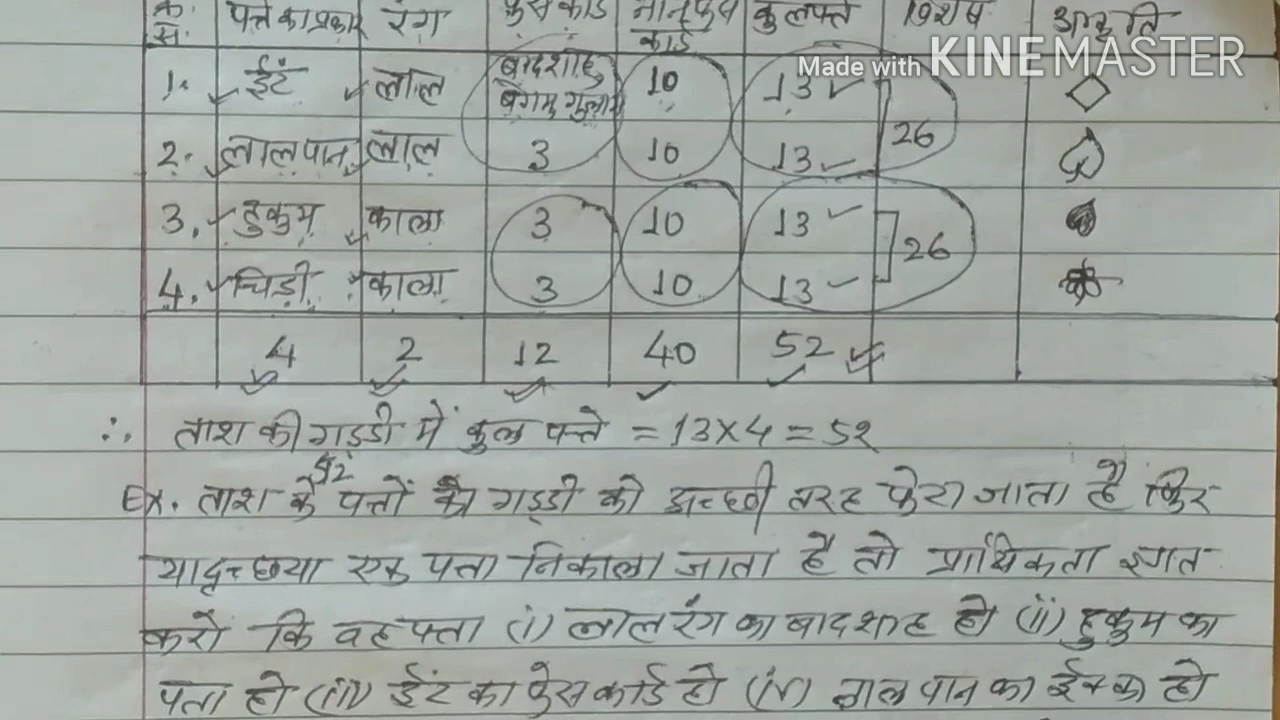 क्र. पत्ते का प्रकार रंग फेस कार्ड नान फेस कुल पत्ते विशेष आकृति
सं. कार्ड
Made with KINEMASTER
1. ईंट लाल बादशाह 10 13
बेगम गुलाम
26
2. लालपान लाल 3 10 13
3. हुकुम काला 3 10 13
26
4. चिड़ी काला 3 10 13
4 2 12 40 52
∴ ताश की गड्डी में कुल पत्ते = 13×4 = 52
52
Ex. ताश के पत्तों की गड्डी को अच्छी तरह फेटा जाता है फिर
यादृच्छया एक पत्ता निकाला जाता है तो प्रायिकता ज्ञात
करो कि वह पत्ता (i) लाल रंग का बादशाह हो (ii) हुकुम का
पत्ता हो (iii) ईंट का फेस कार्ड हो (iv) लाल पान का ईक्का हो